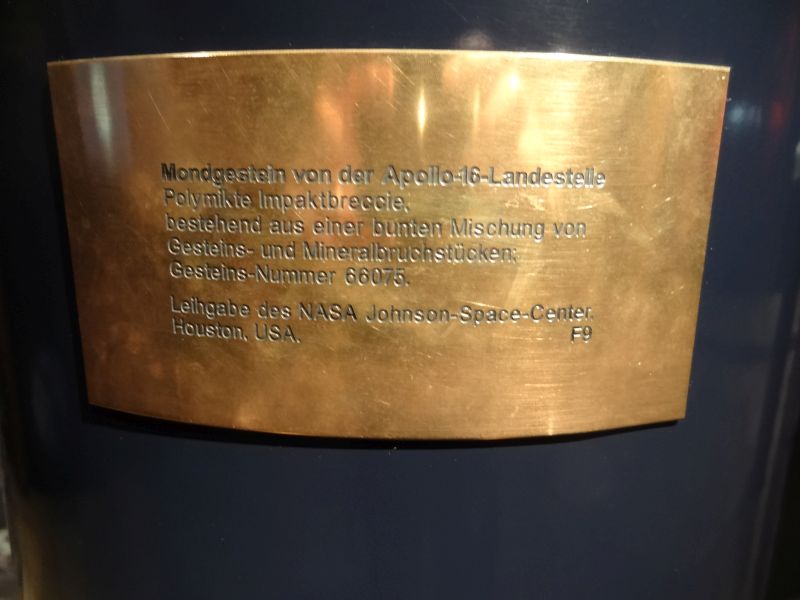 Mondgestein von der Apollo-16-Landestelle
Polymikte Impaktbreccie,
bestehend aus einer bunten Mischung von
Gesteins- und Mineralbruchstücken;
Gesteins-Nummer 66075.
Leihgabe des NASA Johnson-Space-Center,
Houston, USA. F9